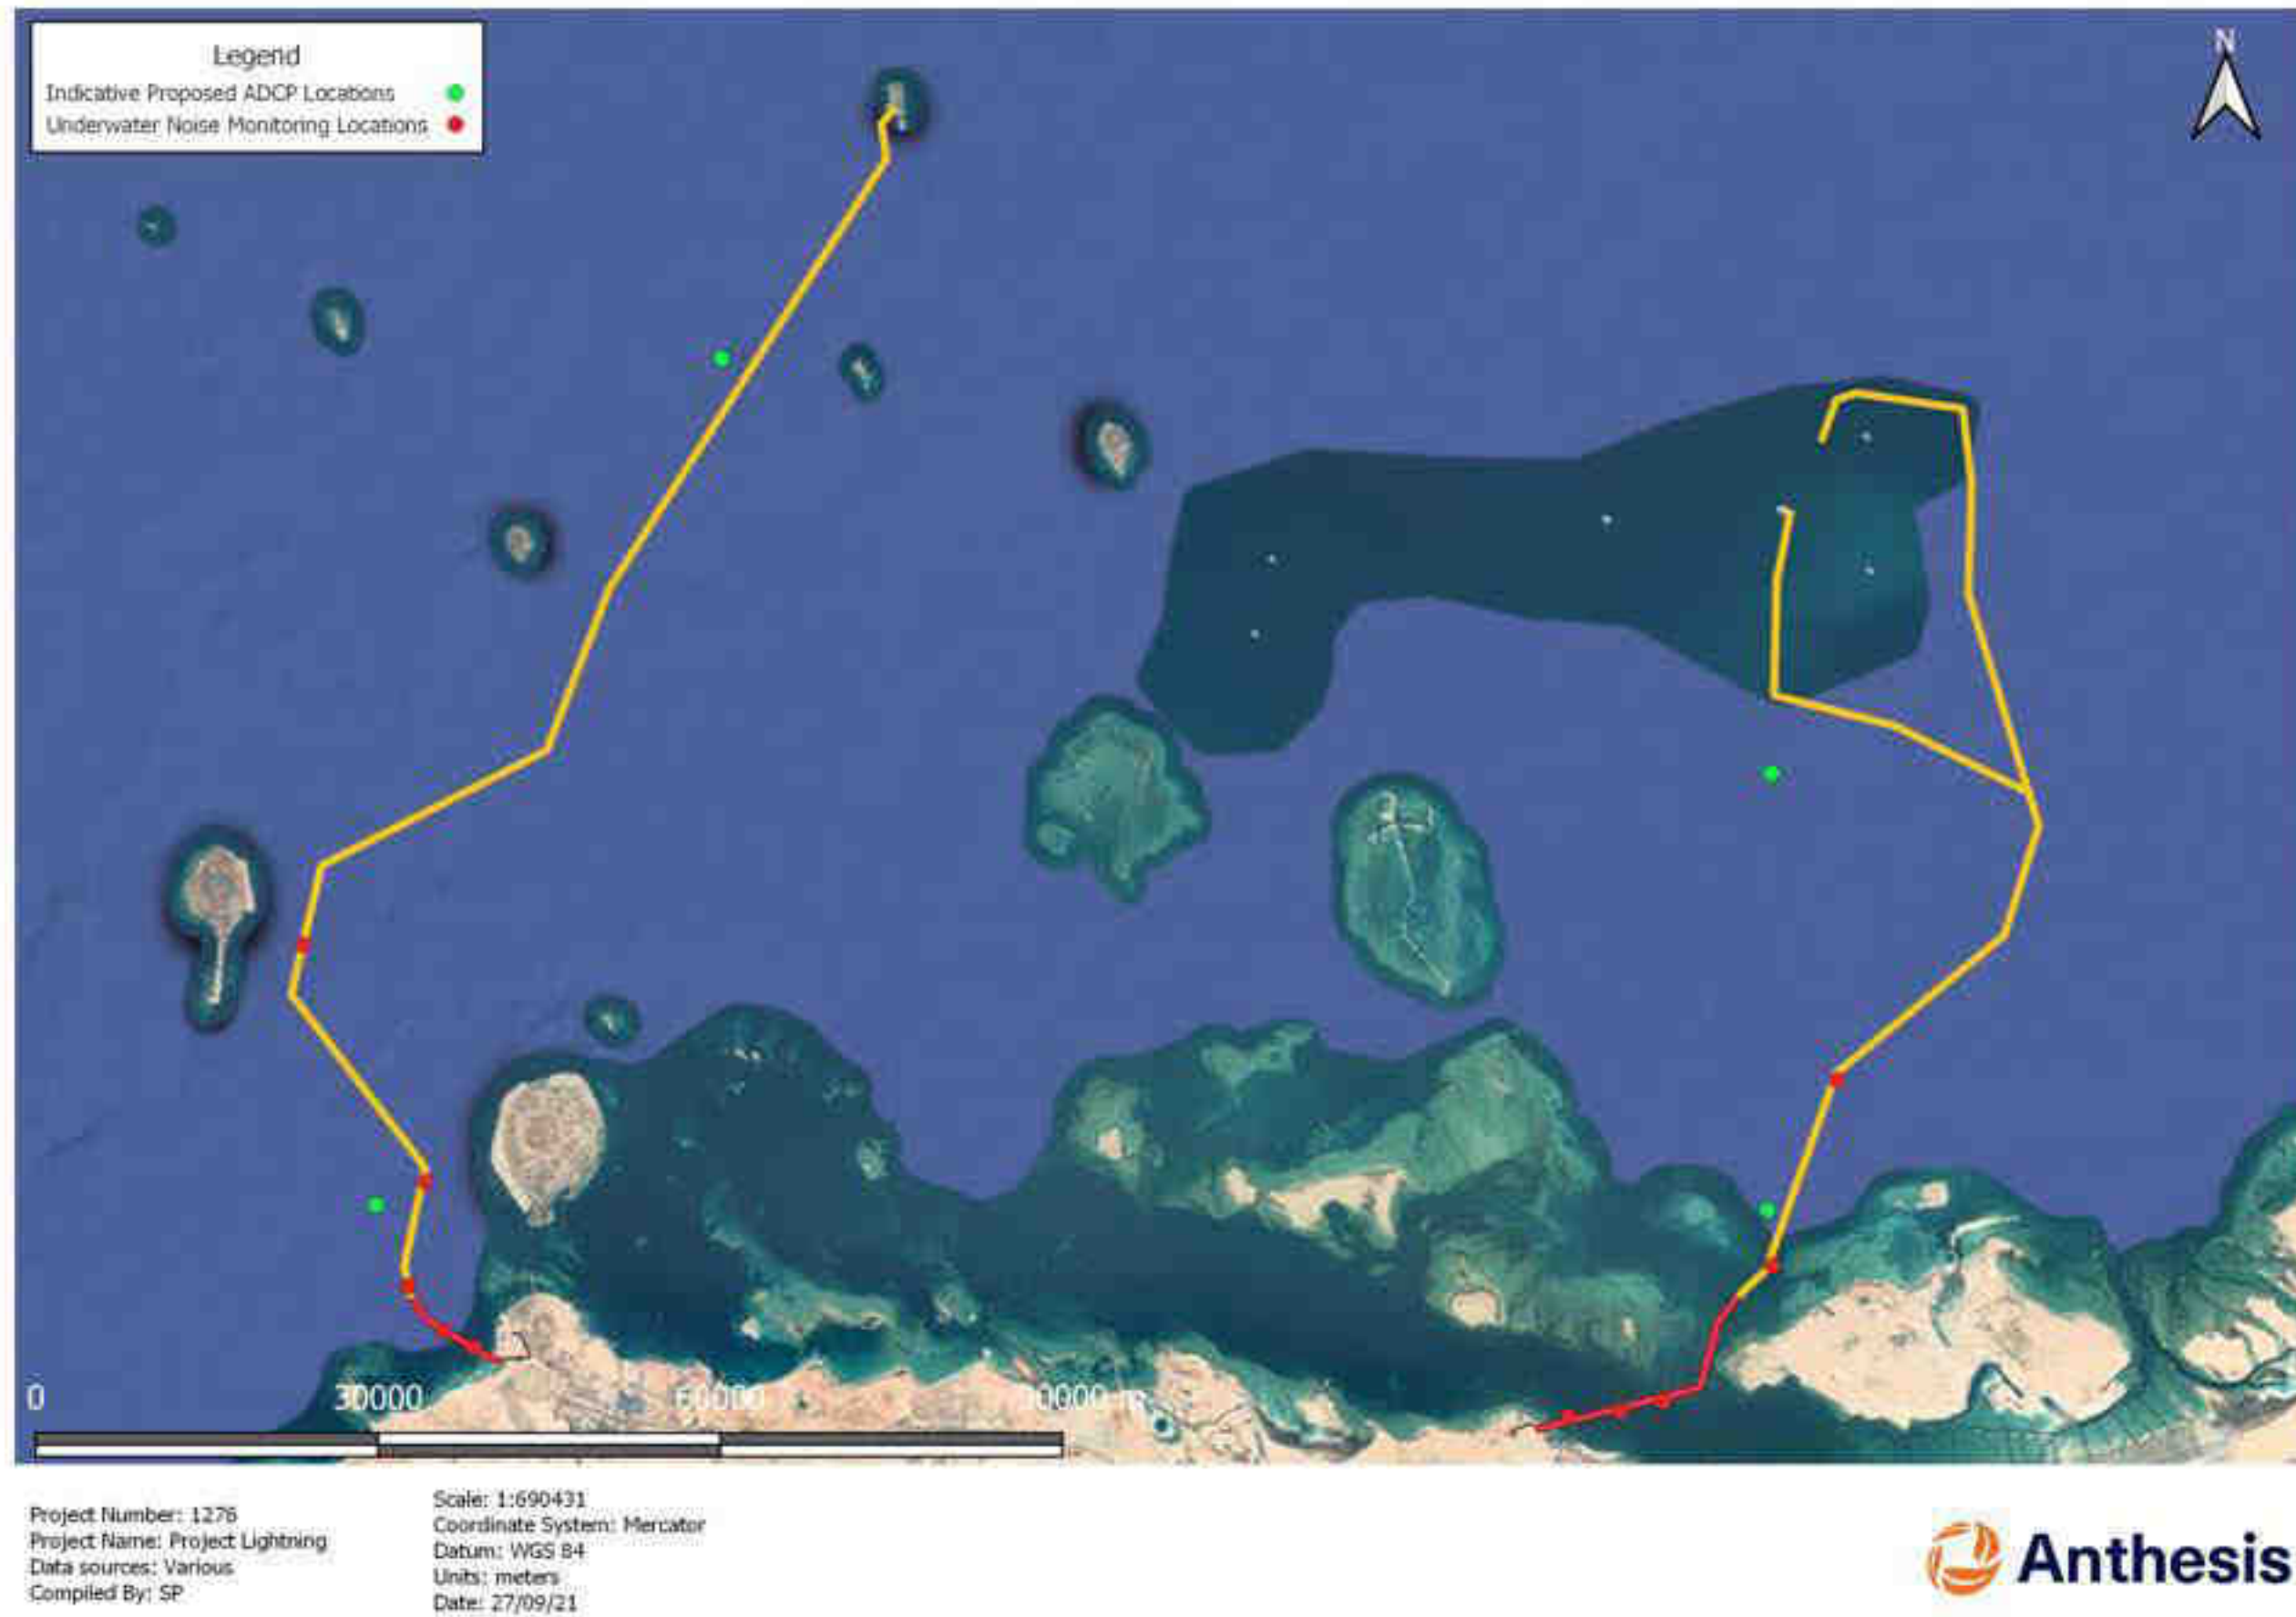 Legend
Indicative Proposed ADCP Locations
Underwater Noise Monitoring Locations
N
0 30000 60000 90000 m
Project Number: 1276
Project Name: Project Lightning
Data sources: Various
Compiled By: SP
Scale: 1:690431
Coordinate System: Mercator
Datum: WGS 84
Units: meters
Date: 27/09/21
Anthesis